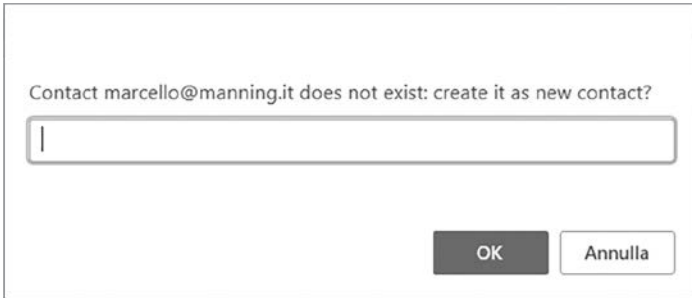 Contact marcello@manning.it does not exist: create it as new contact?
OK Annulla